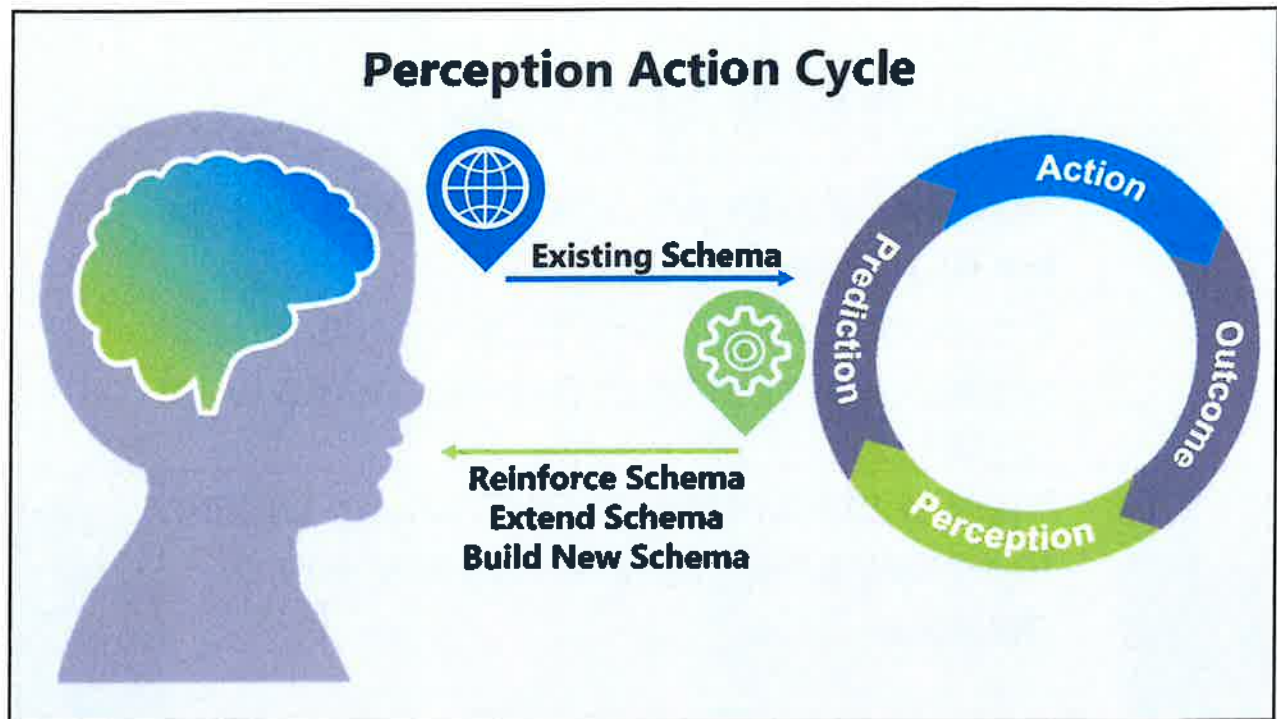 Perception Action Cycle
Existing Schema
Reinforce Schema
Extend Schema
Build New Schema
Action
Outcome
Perception
Prediction